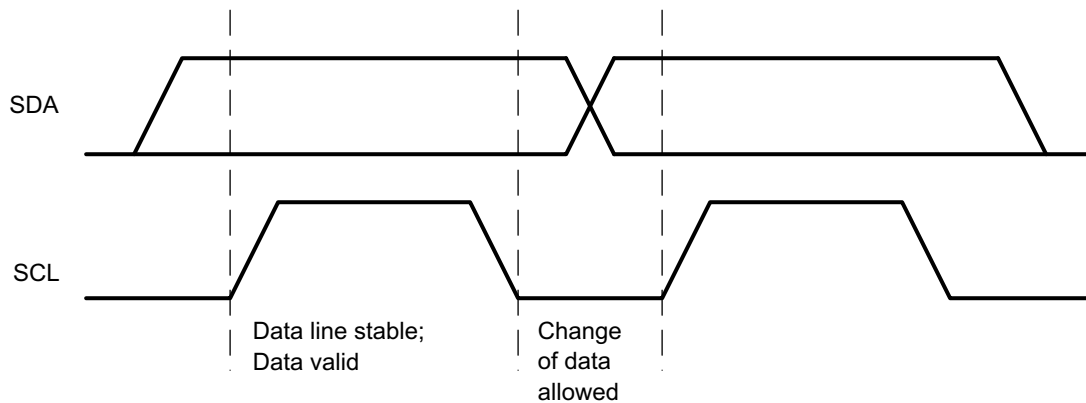 SDA
SCL
Data line stable;
Data valid
Change
of data
allowed